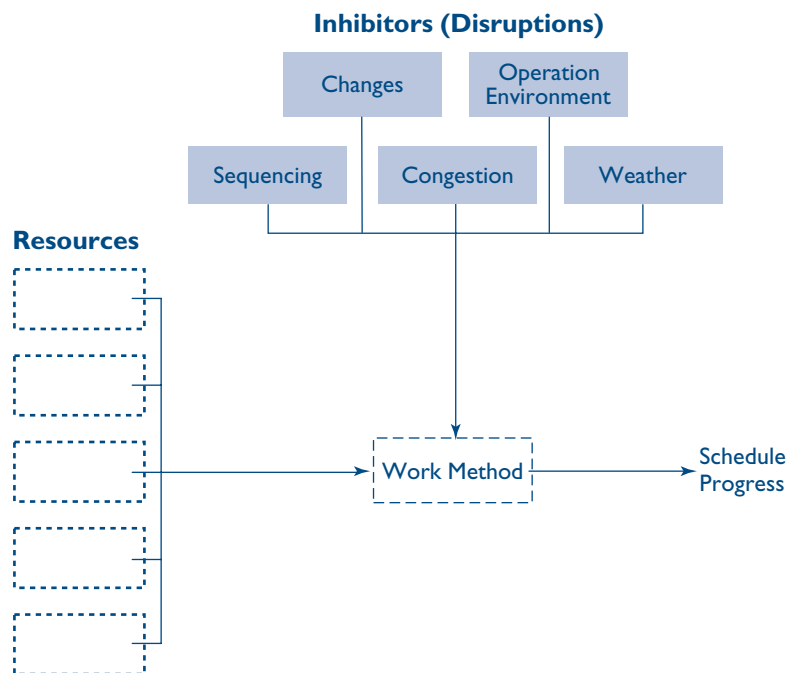 Inhibitors (Disruptions)
Changes
Operation
Environment
Sequencing
Congestion
Weather
Resources
Work Method
Schedule
Progress